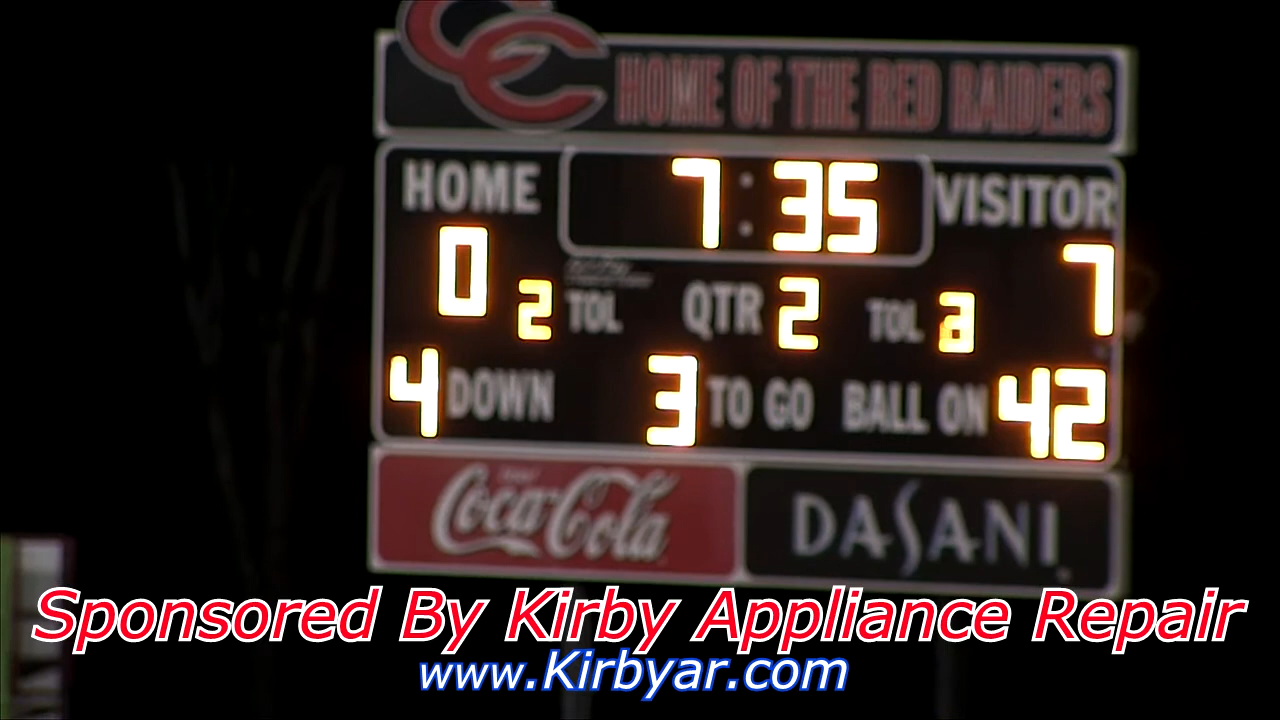 CC HOME OF THE RED RAIDERS
HOME 7:35 VISITOR
0 2 TOL QTR 2 TOL 3 7
4 DOWN 3 TO GO BALL ON 42
Coca-Cola DASANI
Sponsored By Kirby Appliance Repair
www.Kirbyar.com